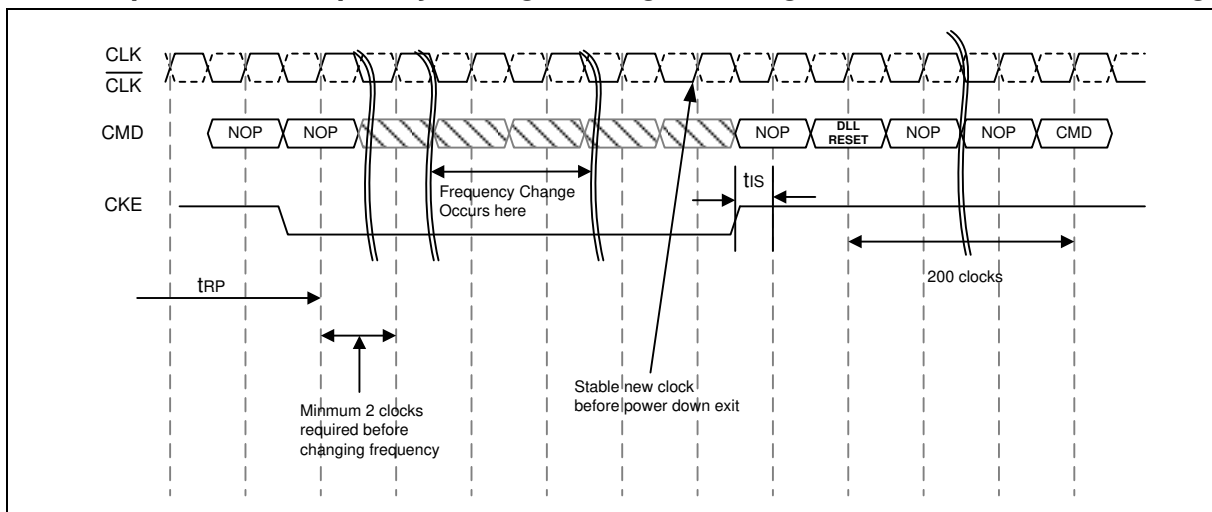 CLK
CLK
CMD
NOP
NOP
NOP
DLL
RESET
NOP
NOP
CMD
CKE
Frequency Change
Occurs here
tIS
200 clocks
tRP
Minmum 2 clocks
required before
changing frequency
Stable new clock
before power down exit